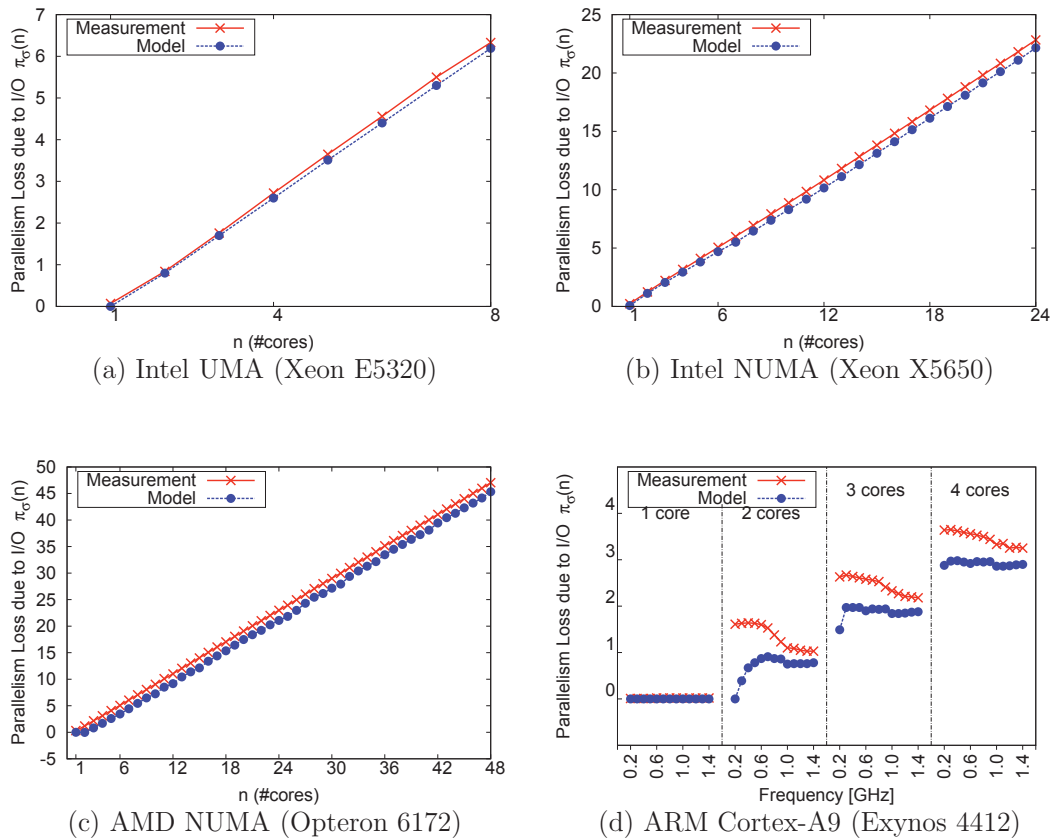 Parallelism Loss due to I/O πσ(n)
7
6
5
4
3
2
1
0
Measurement
Model
1
4
8
n (#cores)
(a) Intel UMA (Xeon E5320)
Parallelism Loss due to I/O πσ(n)
25
20
15
10
5
0
Measurement
Model
1
6
12
18
24
n (#cores)
(b) Intel NUMA (Xeon X5650)
Parallelism Loss due to I/O πσ(n)
50
45
40
35
30
25
20
15
10
5
0
-5
Measurement
Model
1
6
12
18
24
30
36
42
48
n (#cores)
(c) AMD NUMA (Opteron 6172)
Parallelism Loss due to I/O πσ(n)
4
3
2
1
0
Measurement
Model
1 core
2 cores
3 cores
4 cores
0.2
0.6
1.0
1.4
0.2
0.6
1.0
1.4
0.2
0.6
1.0
1.4
0.2
0.6
1.0
1.4
Frequency [GHz]
(d) ARM Cortex-A9 (Exynos 4412)